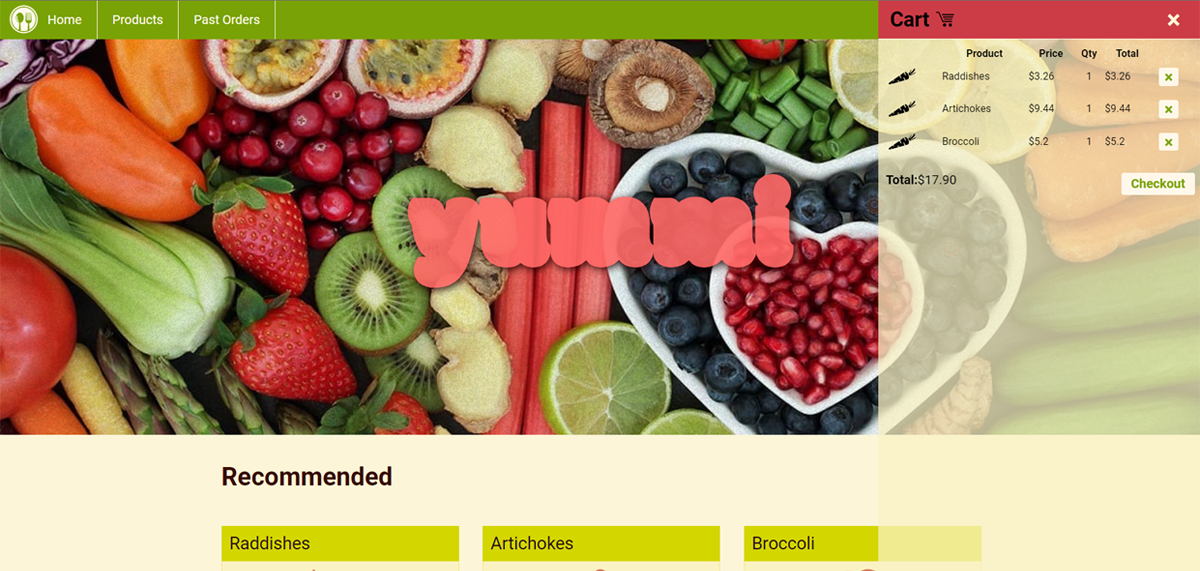 Home Products Past Orders
Cart
Product Price Qty Total
Raddishes $3.26 1 $3.26
Artichokes $9.44 1 $9.44
Broccoli $5.2 1 $5.2
Total:$17.90
Checkout
yummi
Recommended
Raddishes Artichokes Broccoli